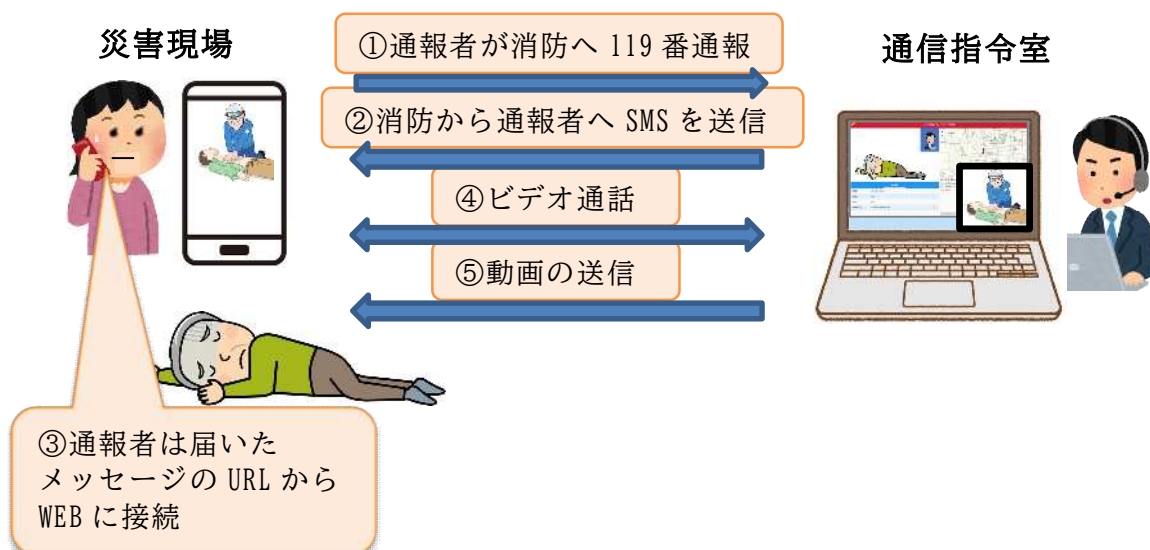 災害現場
通信指令室
①通報者が消防へ 119 番通報
②消防から通報者へ SMS を送信
④ビデオ通話
⑤動画の送信
③通報者は届いた
メッセージの URL から
WEB に接続